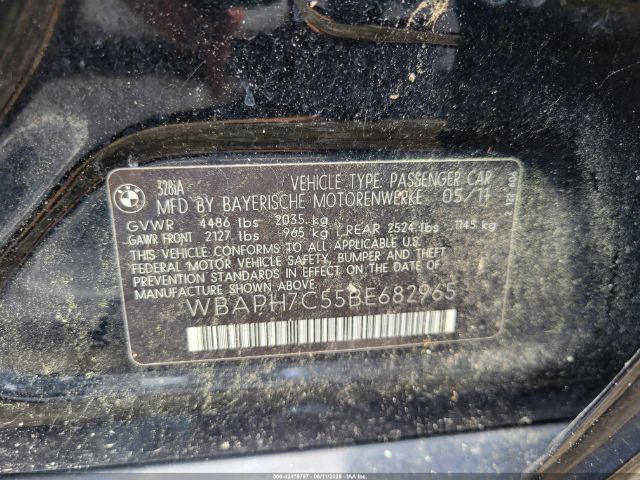 BMW
328iA VEHICLE TYPE: PASSENGER CAR
MFD BY BAYERISCHE MOTORENWERKE 05/11
GVWR 4486 lbs 2035 kg
GAWR FRONT 2127 lbs 965 kg REAR 2524 lbs 1145 kg
THIS VEHICLE CONFORMS TO ALL APPLICABLE U.S.
FEDERAL MOTOR VEHICLE SAFETY, BUMPER AND THEFT
PREVENTION STANDARDS IN EFFECT ON THE DATE OF
MANUFACTURE SHOWN ABOVE.
WBAPH7C55BE682965